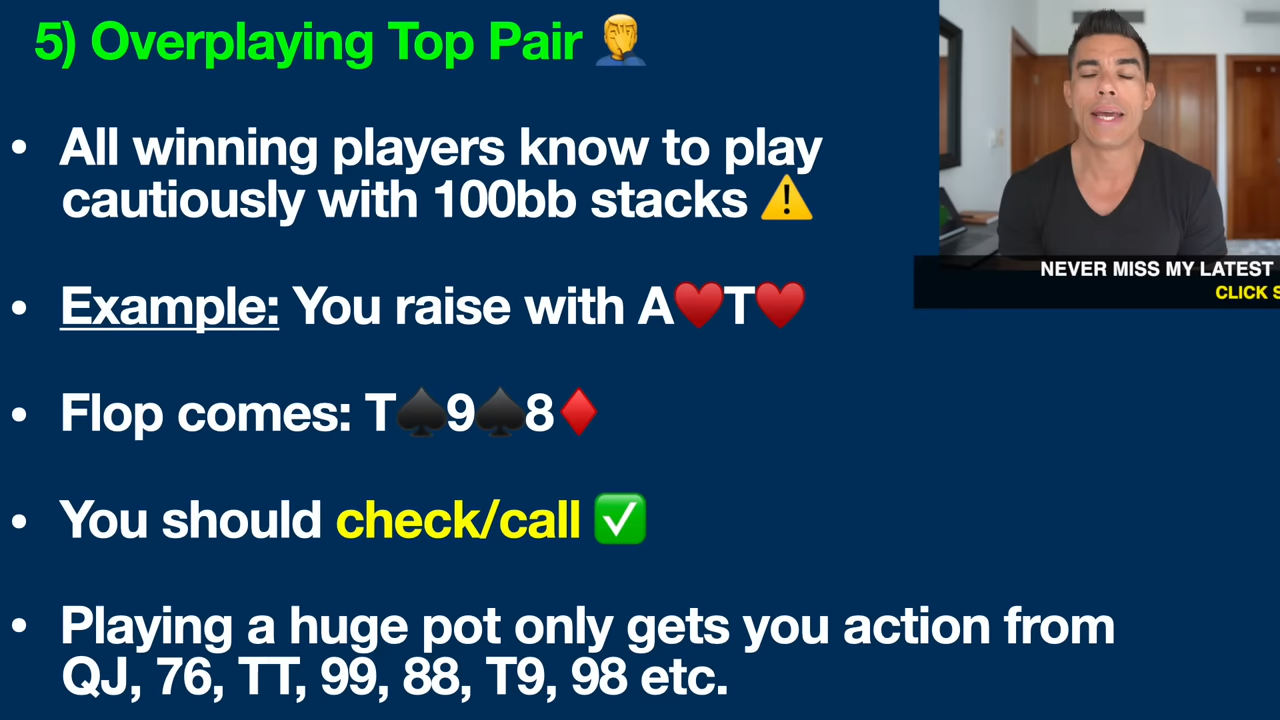 5) Overplaying Top Pair 🤦‍♂️
• All winning players know to play
cautiously with 100bb stacks ⚠️
• Example: You raise with A♥️T♥️
• Flop comes: T♠️9♠️8♦️
• You should check/call ✅
• Playing a huge pot only gets you action from
QJ, 76, TT, 99, 88, T9, 98 etc.
NEVER MISS MY LATEST
CLICK S